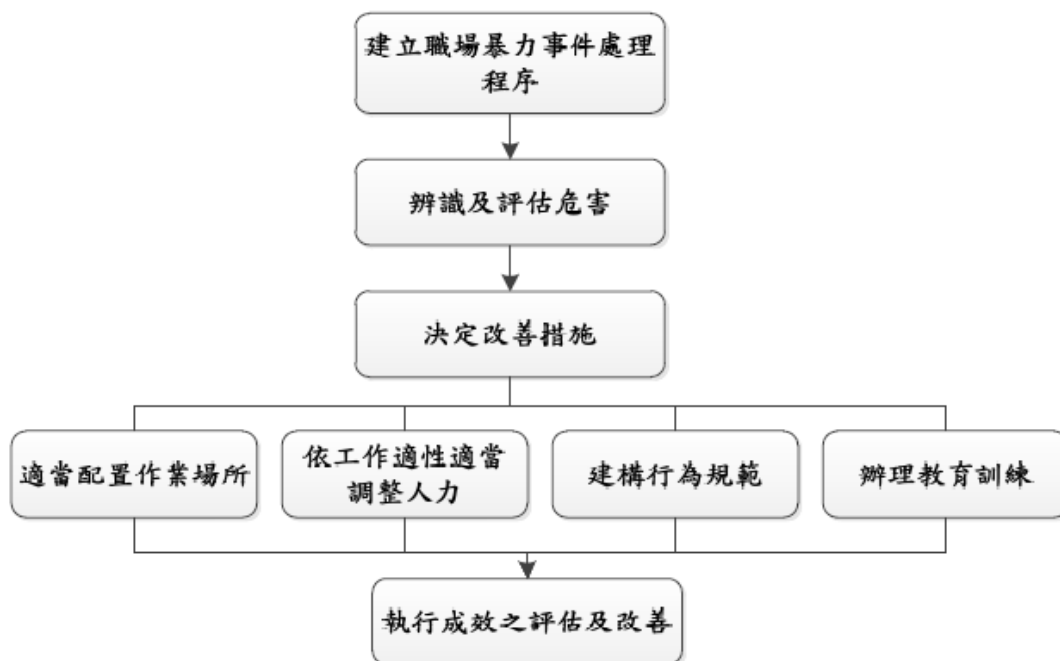 建立職場暴力事件處理
程序
辨識及評估危害
決定改善措施
適當配置作業場所
依工作適性適當
調整人力
建構行為規範
辦理教育訓練
執行成效之評估及改善